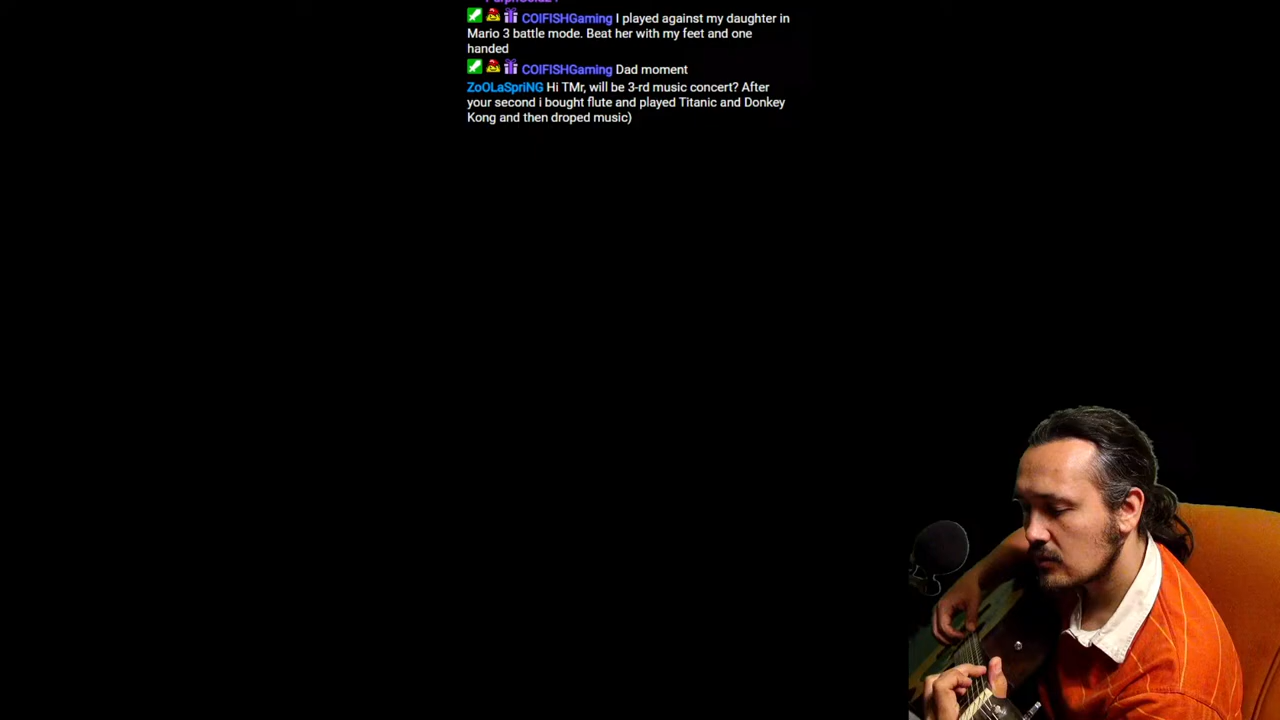 COIFISHGaming I played against my daughter in
Mario 3 battle mode. Beat her with my feet and one
handed
COIFISHGaming Dad moment
ZoOLaSpriNG Hi TMr, will be 3-rd music concert? After
your second i bought flute and played Titanic and Donkey
Kong and then droped music)